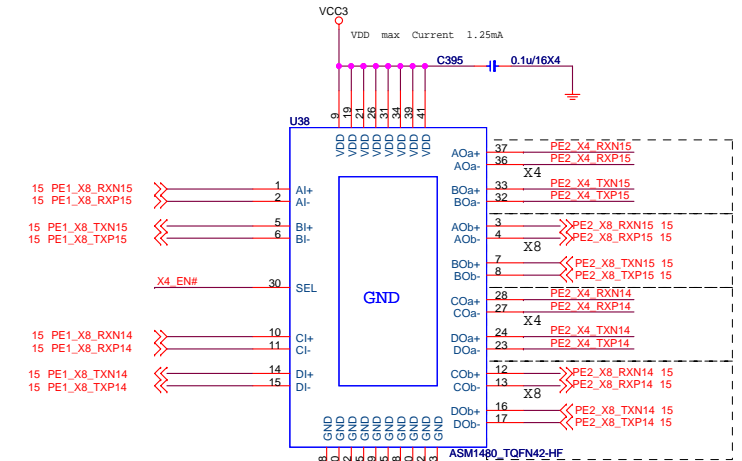 VCC3
VDD max Current 1.25mA
C395 0.1u/16X4
U38
9 19 21 26 31 34 39 41
VDD VDD VDD VDD VDD VDD VDD VDD
AOa+ 37 PE2_X4_RXN15
AOa- 36 PE2_X4_RXP15
X4
15 PE1_X8_RXN15 1 AI+
15 PE1_X8_RXP15 2 AI-
BOa+ 33 PE2_X4_TXN15
BOa- 32 PE2_X4_TXP15
15 PE1_X8_TXN15 5 BI+
15 PE1_X8_TXP15 6 BI-
AOb+ 3 PE2_X8_RXN15 15
AOb- 4 PE2_X8_RXP15 15
X8
BOb+ 7 PE2_X8_TXN15 15
BOb- 8 PE2_X8_TXP15 15
X4_EN# 30 SEL
GND
COa+ 28 PE2_X4_RXN14
COa- 27 PE2_X4_RXP14
X4
15 PE1_X8_RXN14 10 CI+
15 PE1_X8_RXP14 11 CI-
DOa+ 24 PE2_X4_TXN14
DOa- 23 PE2_X4_TXP14
15 PE1_X8_TXN14 14 DI+
15 PE1_X8_TXP14 15 DI-
COb+ 12 PE2_X8_RXN14 15
COb- 13 PE2_X8_RXP14 15
X8
DOb+ 16 PE2_X8_TXN14 15
DOb- 17 PE2_X8_TXP14 15
GND GND GND GND GND GND GND GND GND GND
ASM1480_TQFN42-HF